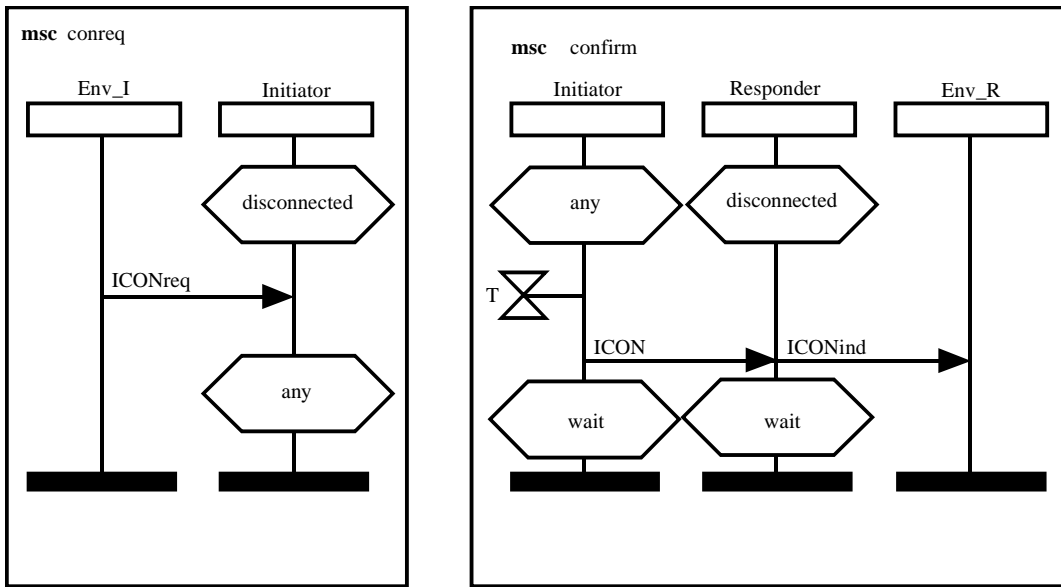 msc conreq
Env_I Initiator
disconnected
ICONreq
any
msc confirm
Initiator Responder Env_R
any disconnected
T
ICON ICONind
wait wait